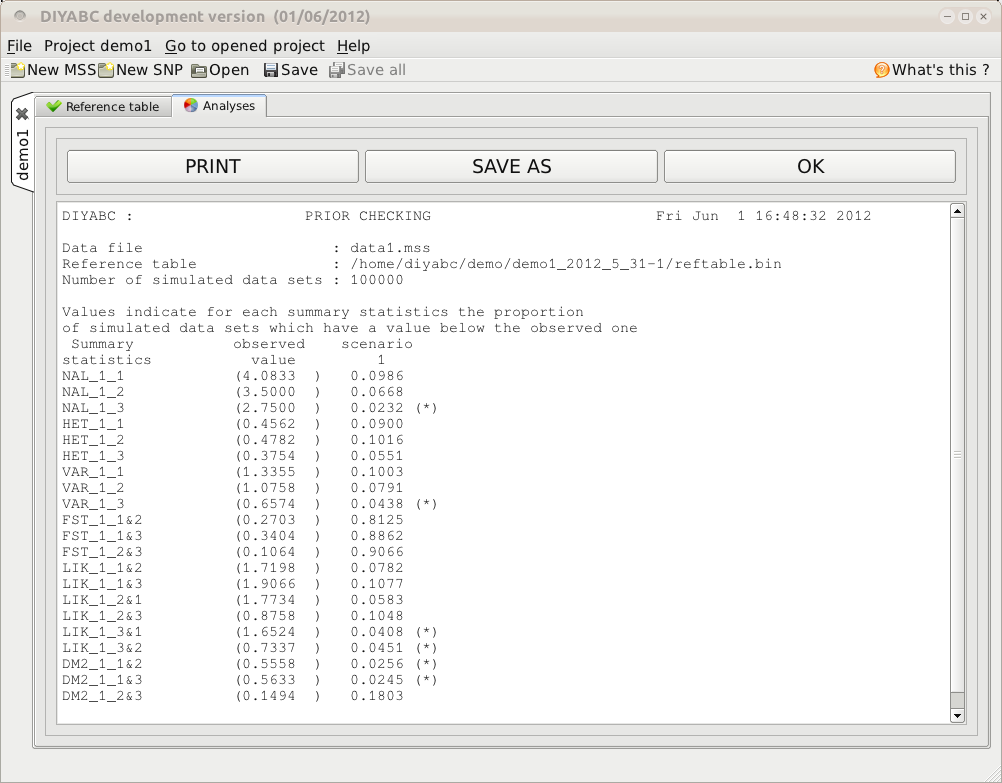 DIYABC development version (01/06/2012)
File Project demo1 Go to opened project Help
New MSS New SNP Open Save Save all What's this ?
demo1
Reference table Analyses
PRINT SAVE AS OK
DIYABC : PRIOR CHECKING Fri Jun 1 16:48:32 2012
Data file : data1.mss
Reference table : /home/diyabc/demo/demo1_2012_5_31-1/reftable.bin
Number of simulated data sets : 100000
Values indicate for each summary statistics the proportion
of simulated data sets which have a value below the observed one
Summary observed scenario
statistics value 1
NAL_1_1 (4.0833 ) 0.0986
NAL_1_2 (3.5000 ) 0.0668
NAL_1_3 (2.7500 ) 0.0232 (*)
HET_1_1 (0.4562 ) 0.0900
HET_1_2 (0.4782 ) 0.1016
HET_1_3 (0.3754 ) 0.0551
VAR_1_1 (1.3355 ) 0.1003
VAR_1_2 (1.0758 ) 0.0791
VAR_1_3 (0.6574 ) 0.0438 (*)
FST_1_1&2 (0.2703 ) 0.8125
FST_1_1&3 (0.3404 ) 0.8862
FST_1_2&3 (0.1064 ) 0.9066
LIK_1_1&2 (1.7198 ) 0.0782
LIK_1_1&3 (1.9066 ) 0.1077
LIK_1_2&1 (1.7734 ) 0.0583
LIK_1_2&3 (0.8758 ) 0.1048
LIK_1_3&1 (1.6524 ) 0.0408 (*)
LIK_1_3&2 (0.7337 ) 0.0451 (*)
DM2_1_1&2 (0.5558 ) 0.0256 (*)
DM2_1_1&3 (0.5633 ) 0.0245 (*)
DM2_1_2&3 (0.1494 ) 0.1803